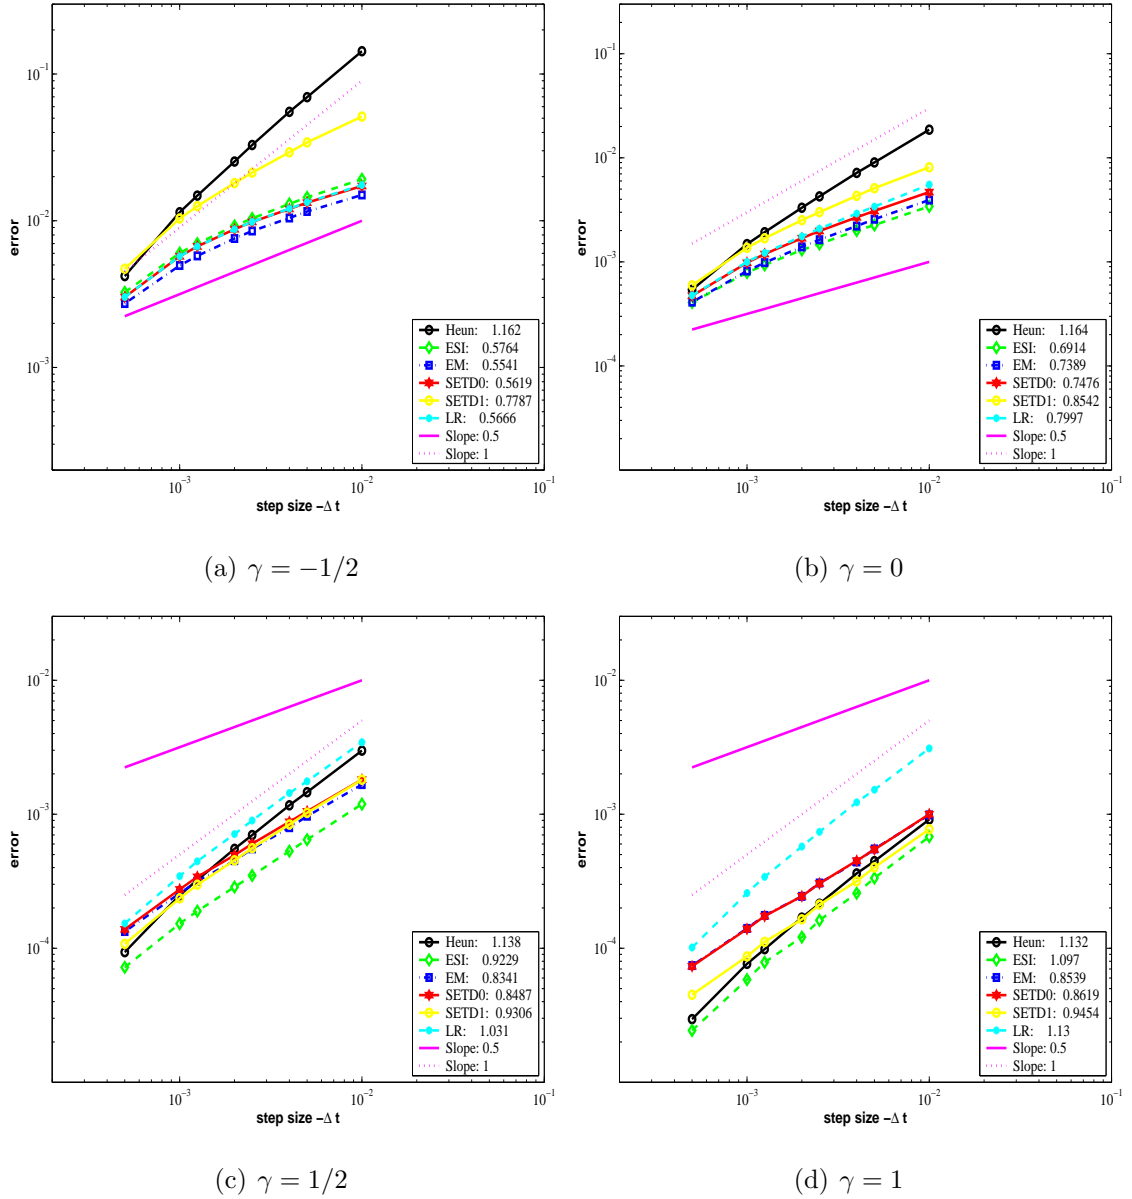 10⁻¹
10⁻²
10⁻³
error
Heun: 1.162
ESI: 0.5764
EM: 0.5541
SETD0: 0.5619
SETD1: 0.7787
LR: 0.5666
Slope: 0.5
Slope: 1
10⁻³
10⁻²
10⁻¹
step size −Δ t
(a) γ = −1/2
10⁻¹
10⁻²
10⁻³
10⁻⁴
error
Heun: 1.164
ESI: 0.6914
EM: 0.7389
SETD0: 0.7476
SETD1: 0.8542
LR: 0.7997
Slope: 0.5
Slope: 1
10⁻³
10⁻²
10⁻¹
step size −Δ t
(b) γ = 0
10⁻²
10⁻³
10⁻⁴
error
Heun: 1.138
ESI: 0.9229
EM: 0.8341
SETD0: 0.8487
SETD1: 0.9306
LR: 1.031
Slope: 0.5
Slope: 1
10⁻³
10⁻²
10⁻¹
step size −Δ t
(c) γ = 1/2
10⁻²
10⁻³
10⁻⁴
error
Heun: 1.132
ESI: 1.097
EM: 0.8539
SETD0: 0.8619
SETD1: 0.9454
LR: 1.13
Slope: 0.5
Slope: 1
10⁻³
10⁻²
10⁻¹
step size −Δ t
(d) γ = 1